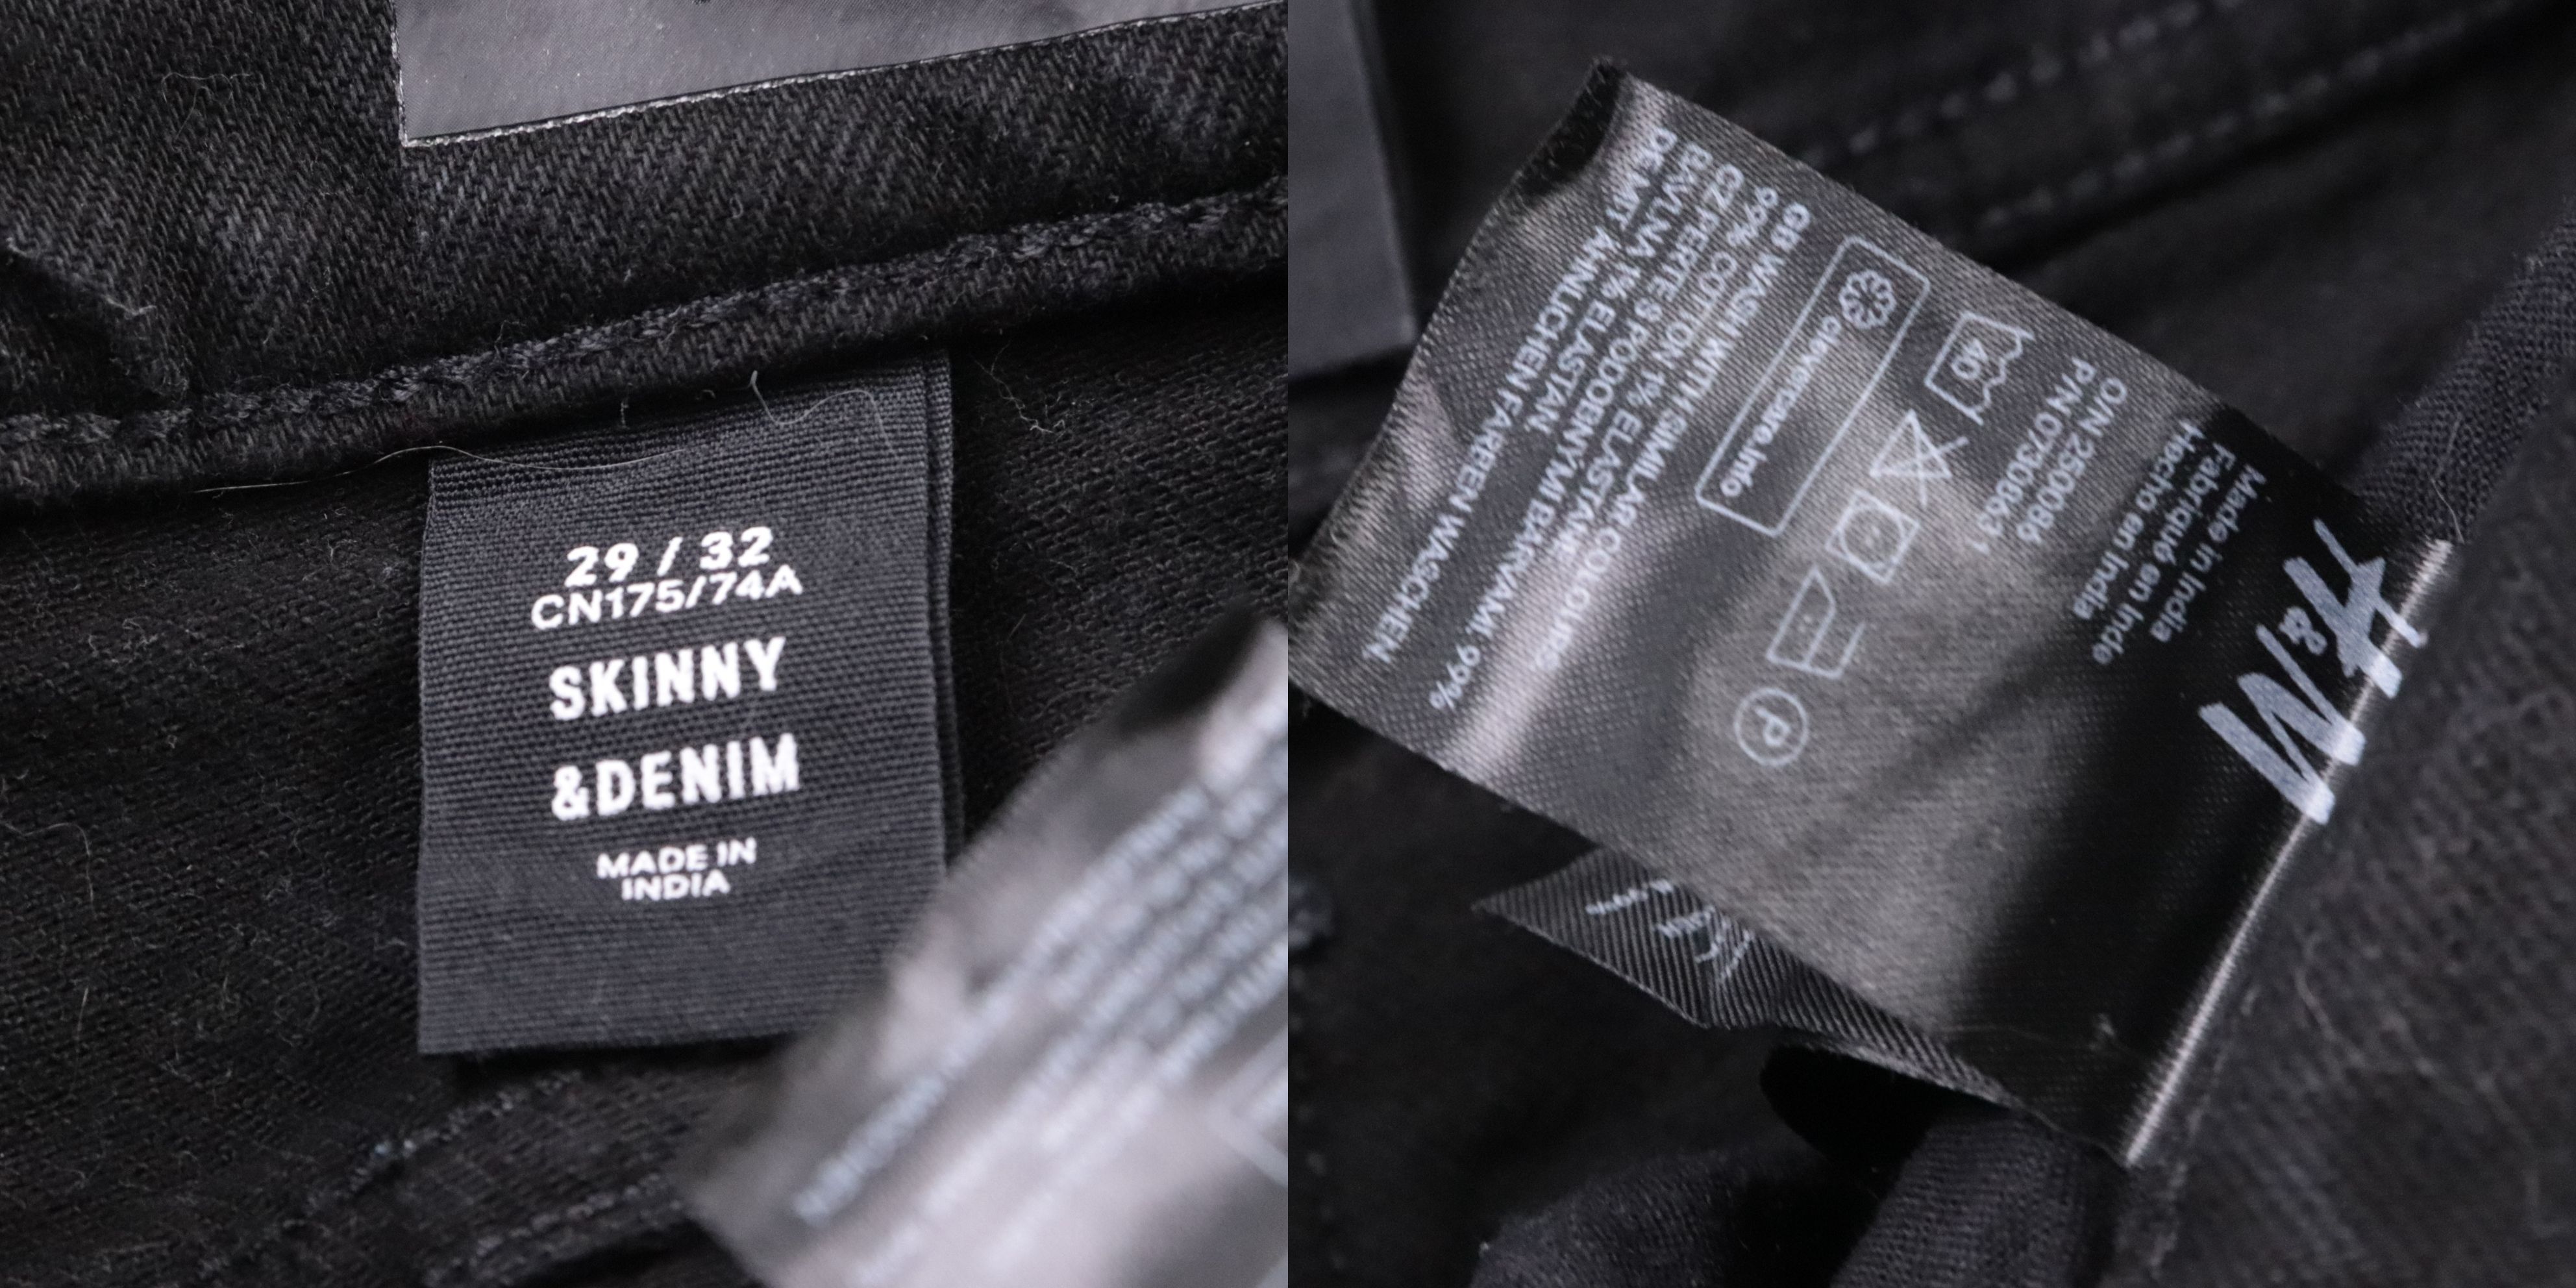 29 / 32
CN175/74A
SKINNY
&DENIM
MADE IN
INDIA
H&M
Made in India
Fabriqué en Inde
Hecho en India
O/N 250085
P/N 0730863
40
P
clevercare.info
GB WASH WITH SIMILAR COLOURS
99% COTTON 1% ELASTANE
CZ PERTE S PODOBNÝMI BARVAMI 99%
BAVLNA 1% ELASTAN
DE MIT ÄHNLICHEN FARBEN WASCHEN